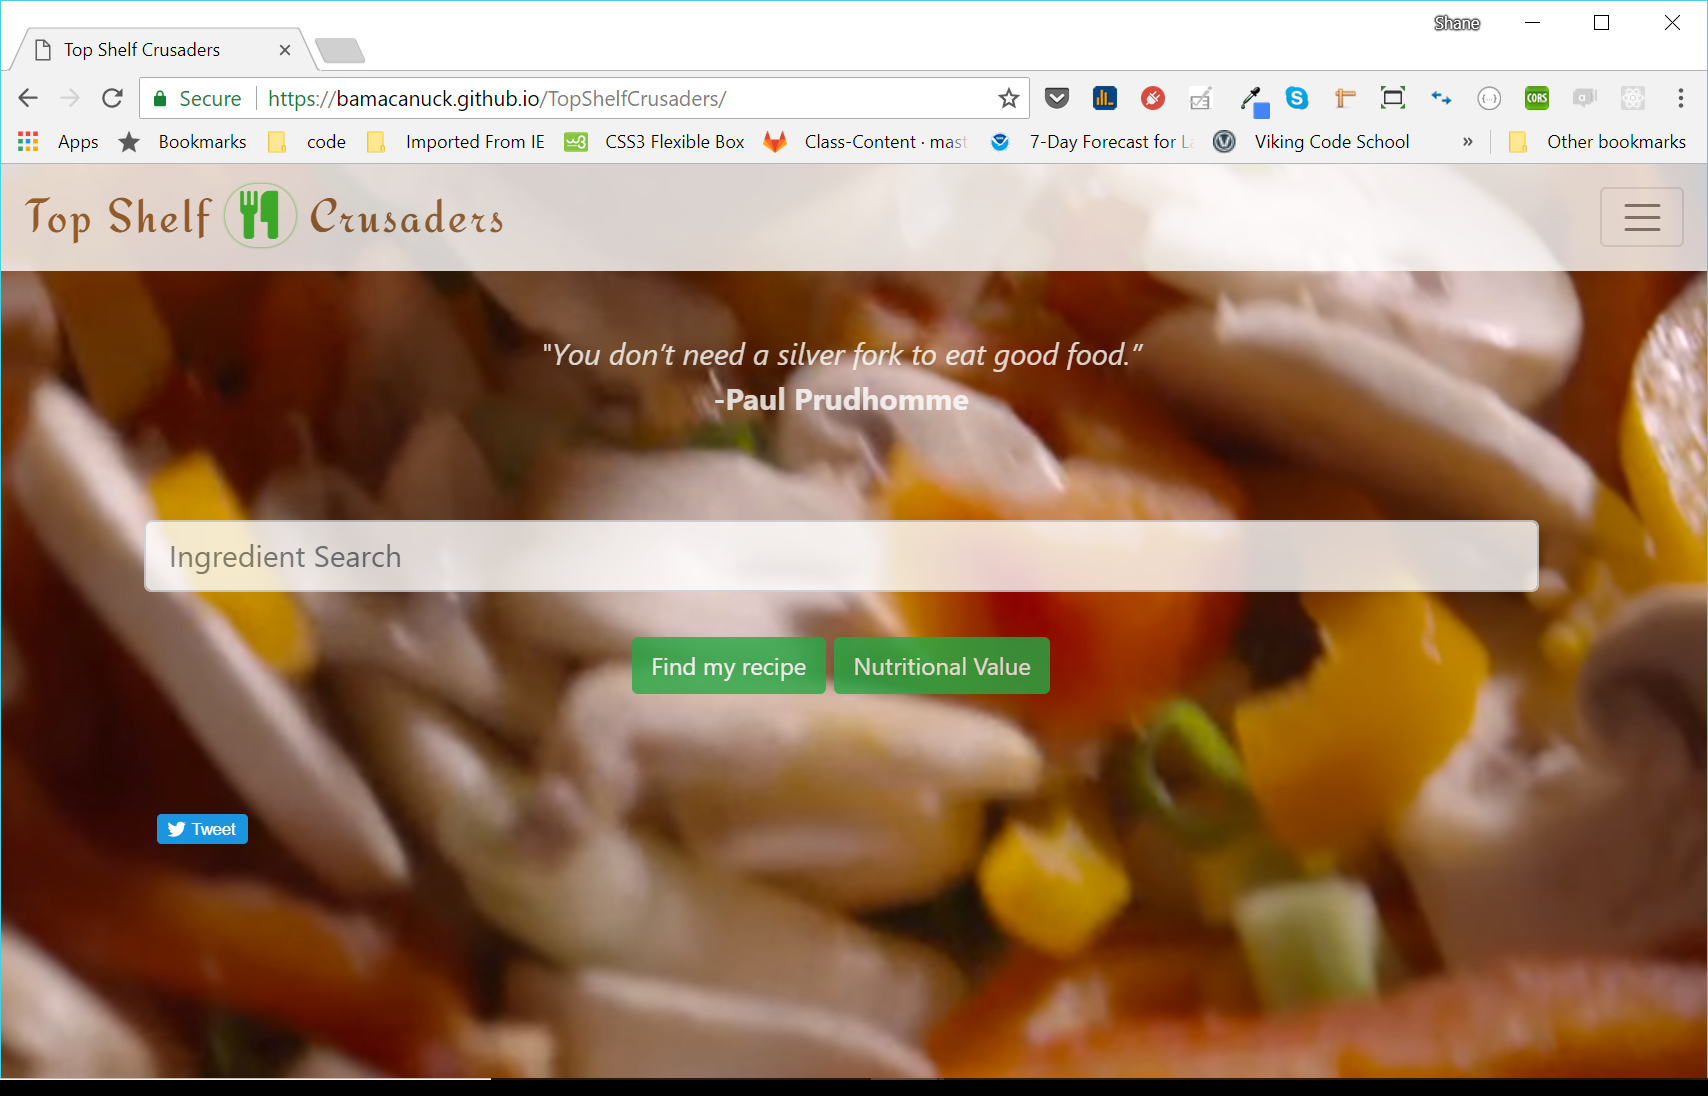 Shane
Top Shelf Crusaders
Secure https://bamacanuck.github.io/TopShelfCrusaders/
CORS
Apps Bookmarks code Imported From IE CSS3 Flexible Box Class-Content · mast 7-Day Forecast for La Viking Code School » Other bookmarks
Top Shelf Crusaders
"You don’t need a silver fork to eat good food.”
-Paul Prudhomme
Ingredient Search
Find my recipe Nutritional Value
Tweet